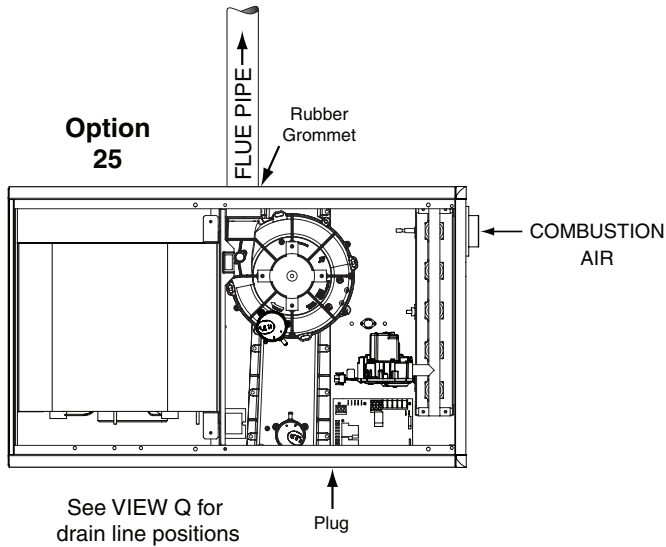 FLUE PIPE
Option
25
Rubber
Grommet
COMBUSTION
AIR
See VIEW Q for
drain line positions
Plug